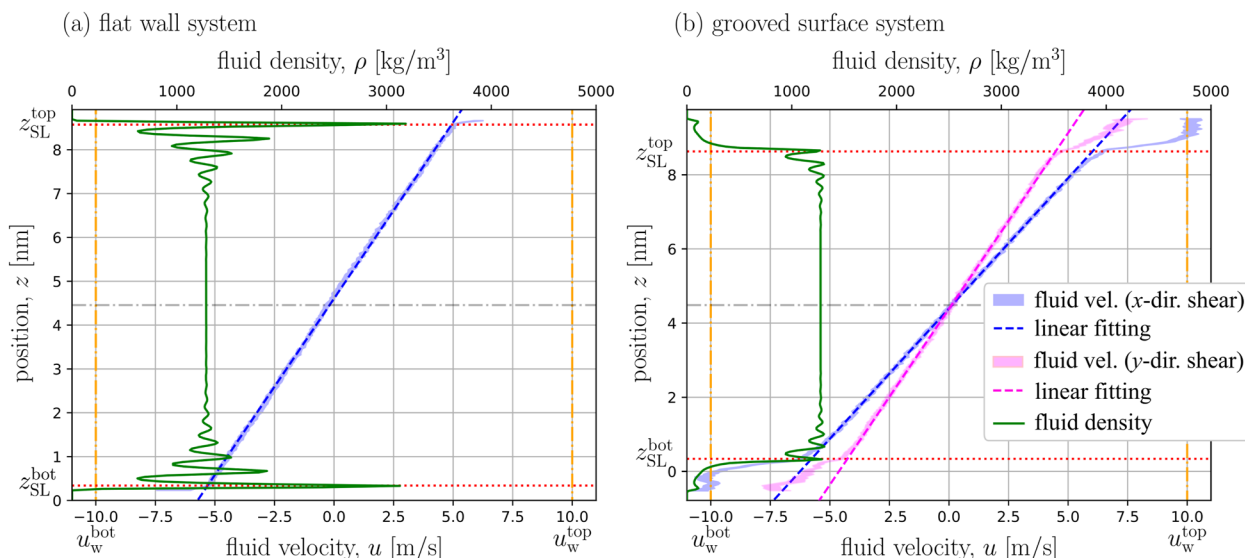 (a) flat wall system
fluid density, ρ [kg/m³]
0 1000 2000 3000 4000 5000
z_SL^top
8
7
6
5
4
3
2
1
z_SL^bot
0
position, z [nm]
−10.0 −7.5 −5.0 −2.5 0.0 2.5 5.0 7.5 10.0
u_w^bot fluid velocity, u [m/s] u_w^top
(b) grooved surface system
fluid density, ρ [kg/m³]
0 1000 2000 3000 4000 5000
z_SL^top
8
6
4
2
z_SL^bot
0
position, z [nm]
fluid vel. (x-dir. shear)
linear fitting
fluid vel. (y-dir. shear)
linear fitting
fluid density
−10.0 −7.5 −5.0 −2.5 0.0 2.5 5.0 7.5 10.0
u_w^bot fluid velocity, u [m/s] u_w^top